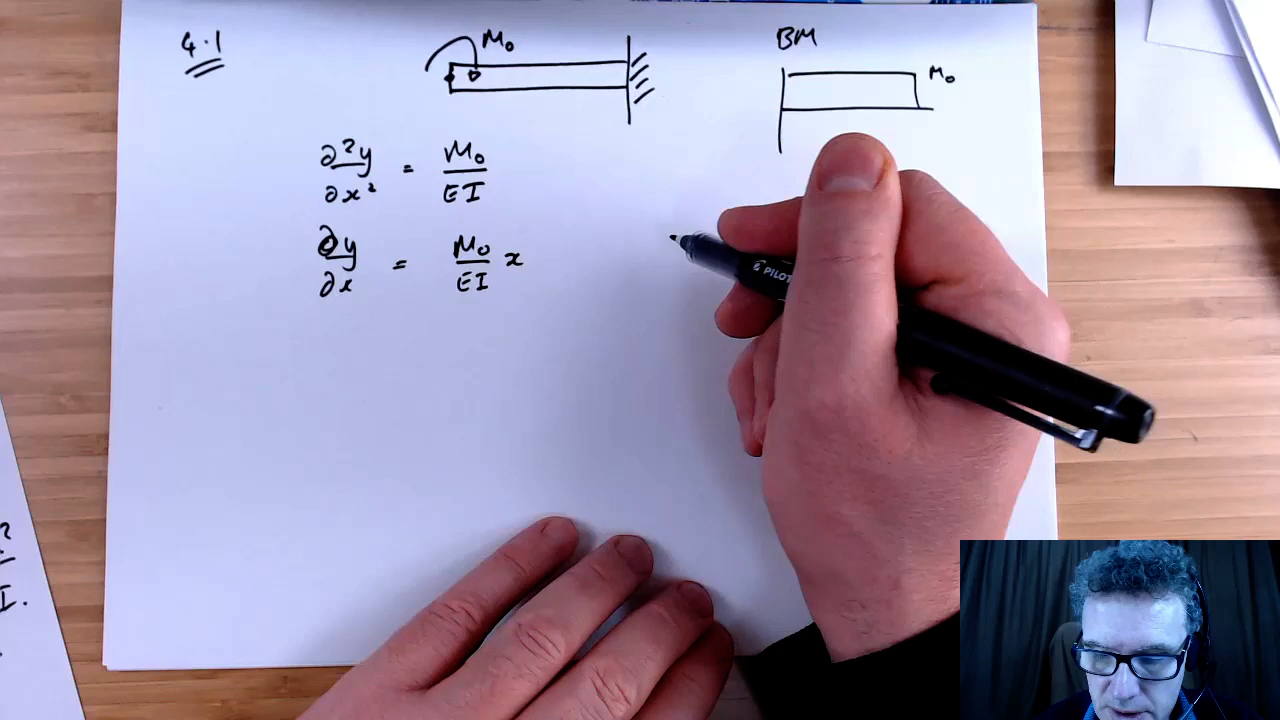 4.1
M₀
BM
M₀
∂²y/∂x² = M₀/EI
∂y/∂x = M₀/EI x
PILOT
?
I.